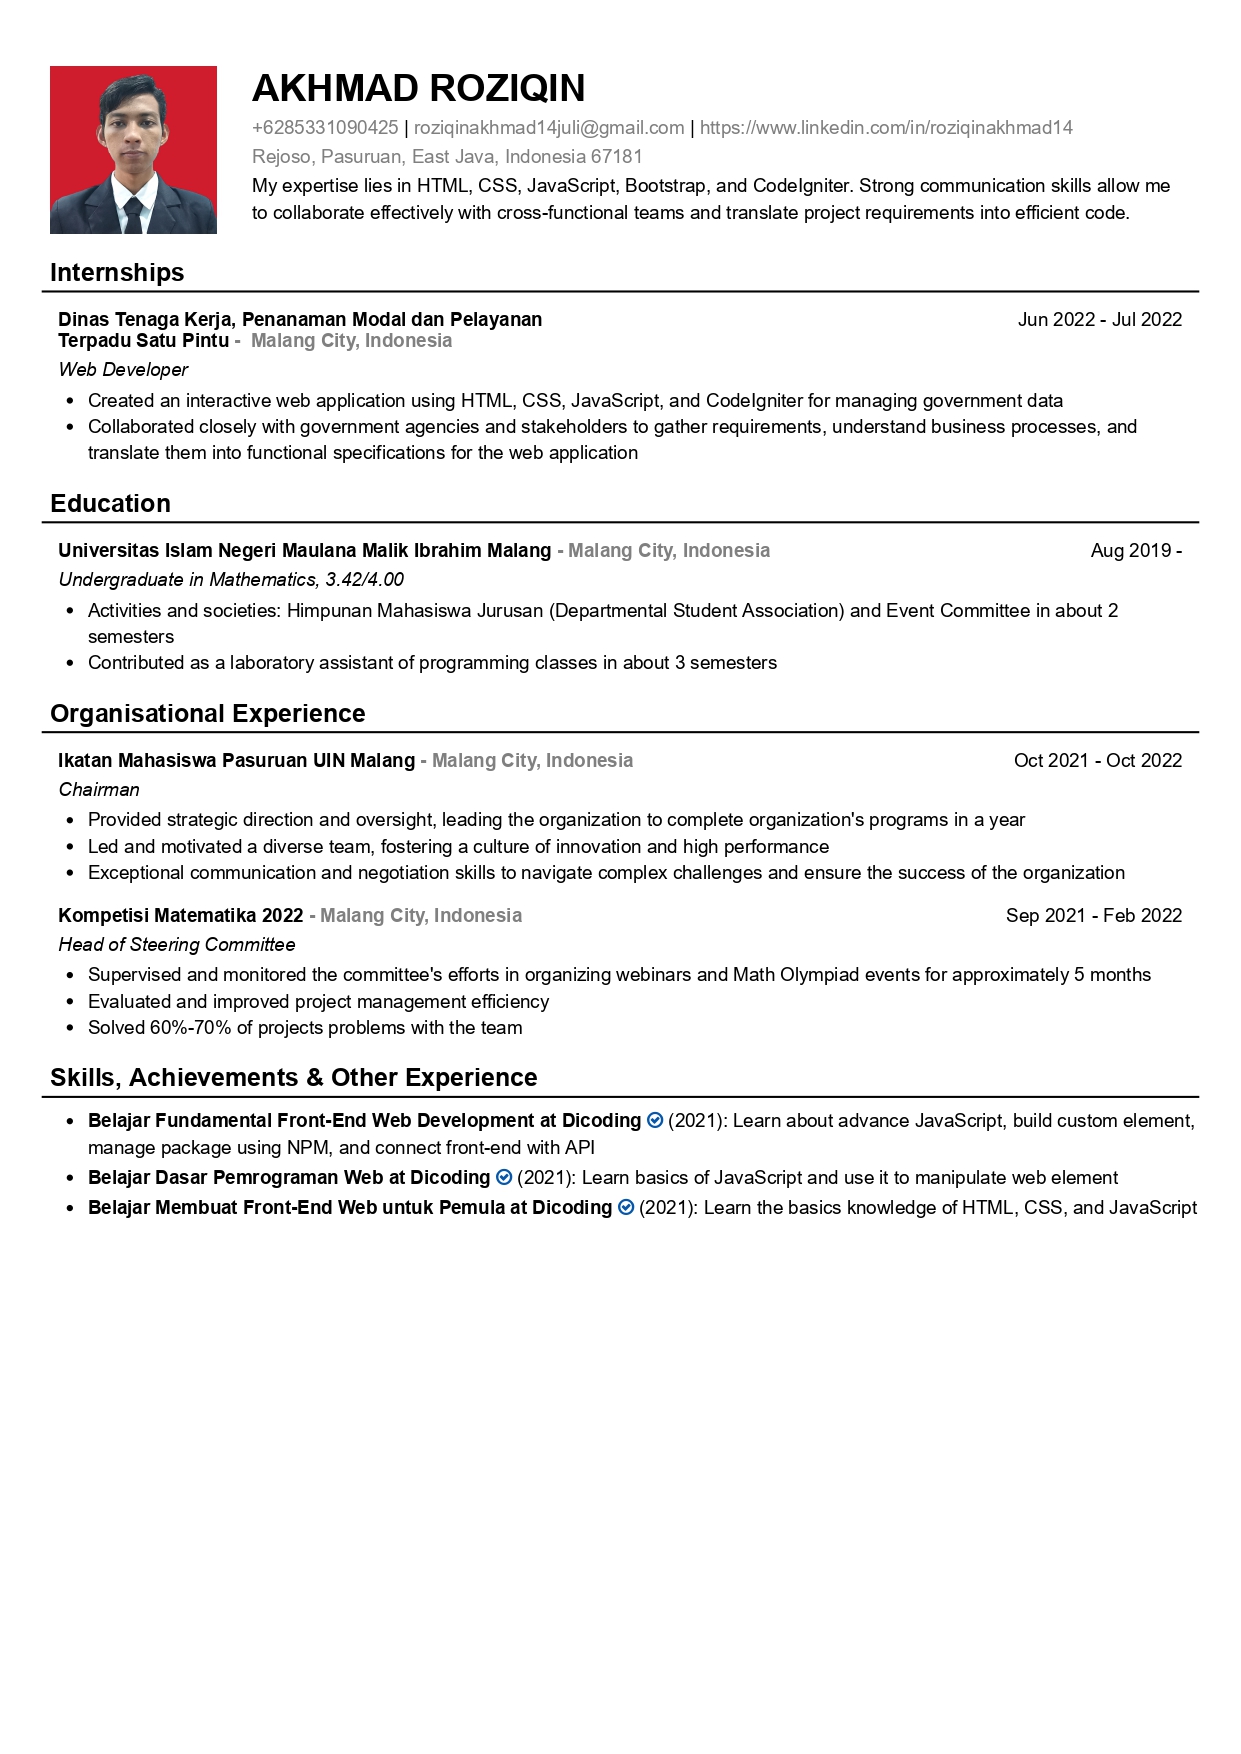 AKHMAD ROZIQIN
+6285331090425 | roziqinakhmad14juli@gmail.com | https://www.linkedin.com/in/roziqinakhmad14
Rejoso, Pasuruan, East Java, Indonesia 67181
My expertise lies in HTML, CSS, JavaScript, Bootstrap, and CodeIgniter. Strong communication skills allow me
to collaborate effectively with cross-functional teams and translate project requirements into efficient code.
Internships
Dinas Tenaga Kerja, Penanaman Modal dan Pelayanan Jun 2022 - Jul 2022
Terpadu Satu Pintu - Malang City, Indonesia
Web Developer
• Created an interactive web application using HTML, CSS, JavaScript, and CodeIgniter for managing government data
• Collaborated closely with government agencies and stakeholders to gather requirements, understand business processes, and
translate them into functional specifications for the web application
Education
Universitas Islam Negeri Maulana Malik Ibrahim Malang - Malang City, Indonesia Aug 2019 -
Undergraduate in Mathematics, 3.42/4.00
• Activities and societies: Himpunan Mahasiswa Jurusan (Departmental Student Association) and Event Committee in about 2
semesters
• Contributed as a laboratory assistant of programming classes in about 3 semesters
Organisational Experience
Ikatan Mahasiswa Pasuruan UIN Malang - Malang City, Indonesia Oct 2021 - Oct 2022
Chairman
• Provided strategic direction and oversight, leading the organization to complete organization's programs in a year
• Led and motivated a diverse team, fostering a culture of innovation and high performance
• Exceptional communication and negotiation skills to navigate complex challenges and ensure the success of the organization
Kompetisi Matematika 2022 - Malang City, Indonesia Sep 2021 - Feb 2022
Head of Steering Committee
• Supervised and monitored the committee's efforts in organizing webinars and Math Olympiad events for approximately 5 months
• Evaluated and improved project management efficiency
• Solved 60%-70% of projects problems with the team
Skills, Achievements & Other Experience
• Belajar Fundamental Front-End Web Development at Dicoding (2021): Learn about advance JavaScript, build custom element,
manage package using NPM, and connect front-end with API
• Belajar Dasar Pemrograman Web at Dicoding (2021): Learn basics of JavaScript and use it to manipulate web element
• Belajar Membuat Front-End Web untuk Pemula at Dicoding (2021): Learn the basics knowledge of HTML, CSS, and JavaScript